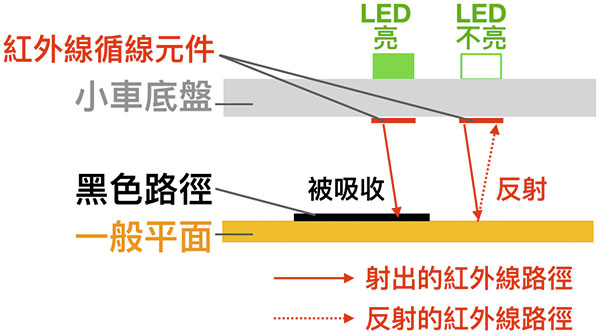 LED
亮
LED
不亮
紅外線循線元件
小車底盤
黑色路徑
被吸收
反射
一般平面
射出的紅外線路徑
反射的紅外線路徑